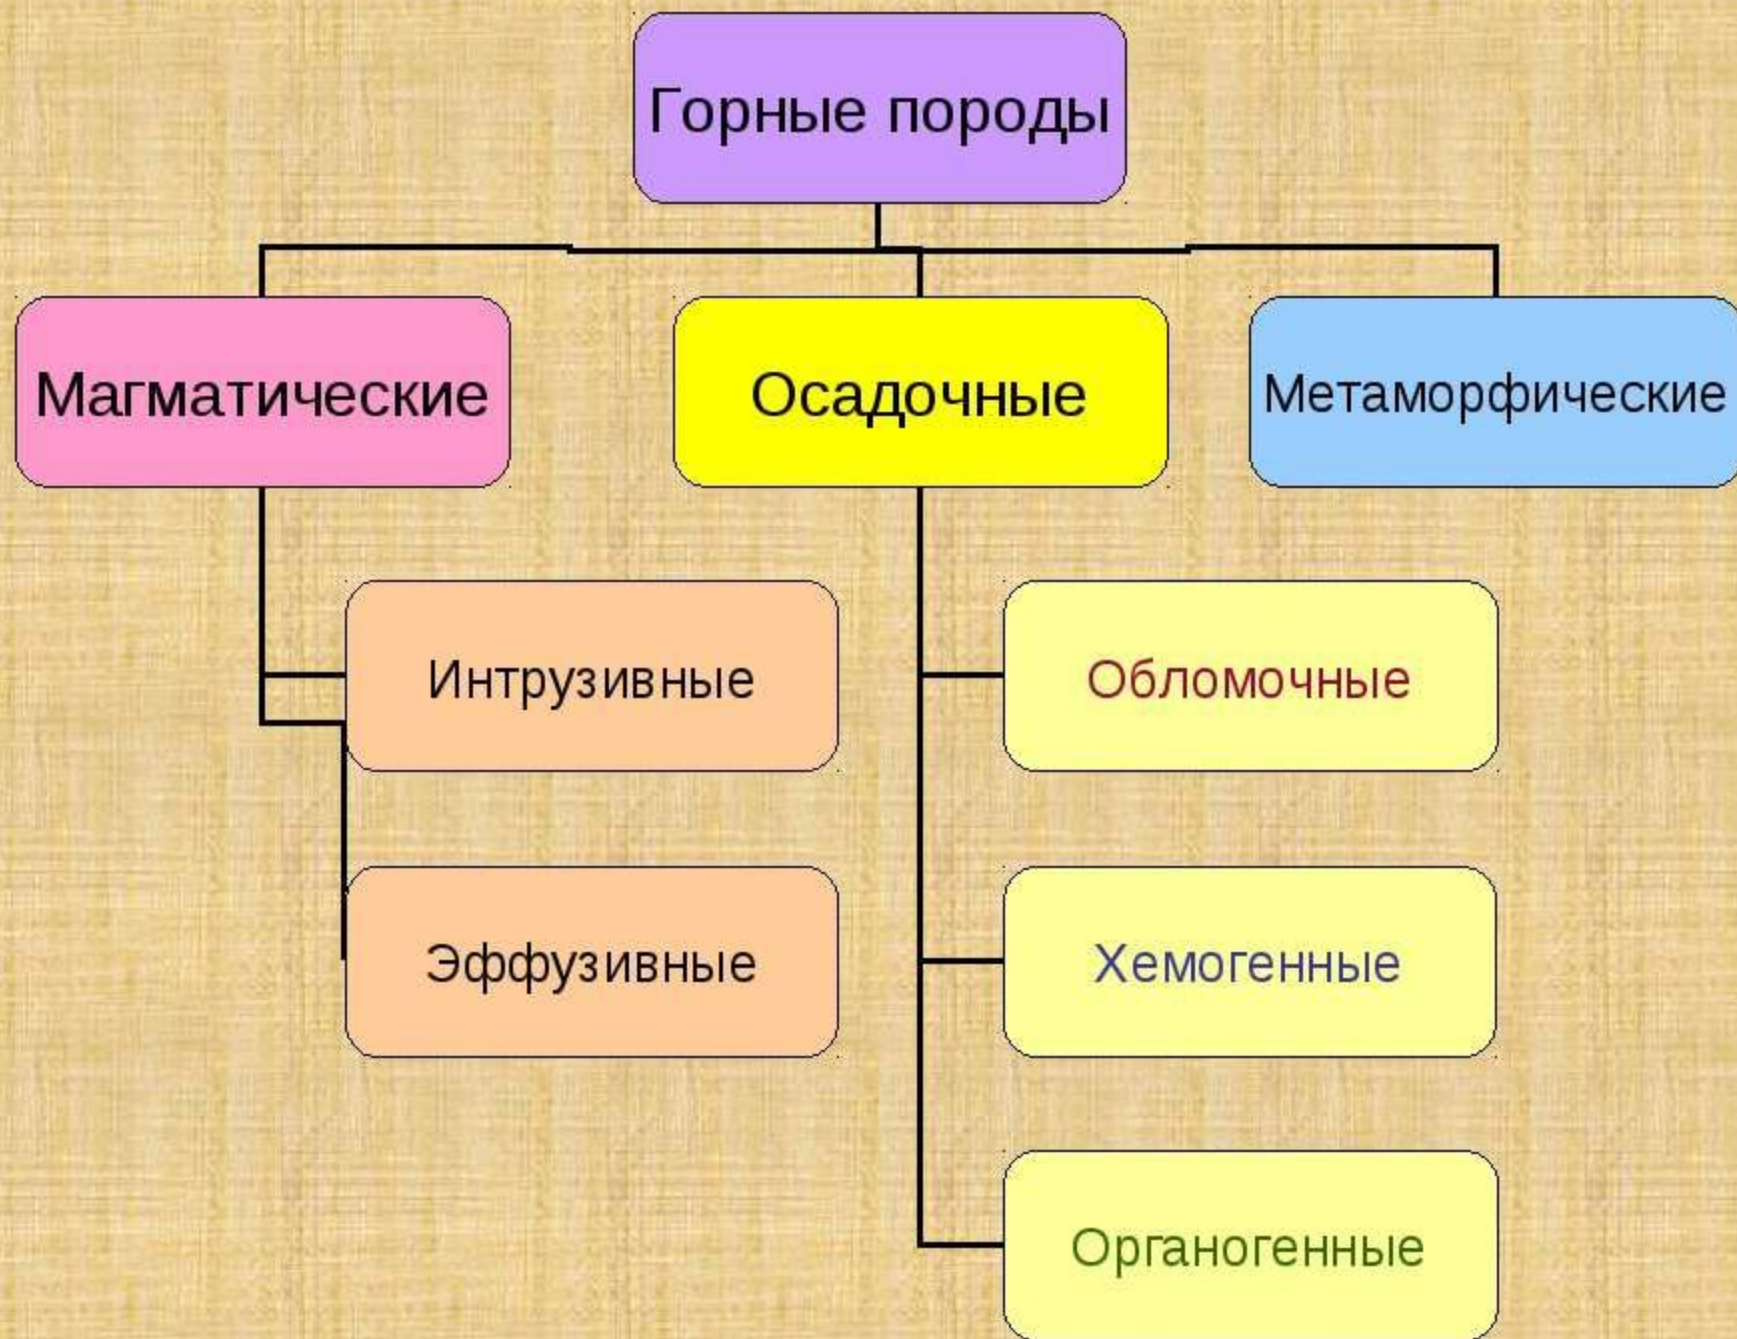 Горные породы
Магматические
Осадочные
Метаморфические
Интрузивные
Обломочные
Эффузивные
Хемогенные
Органогенные